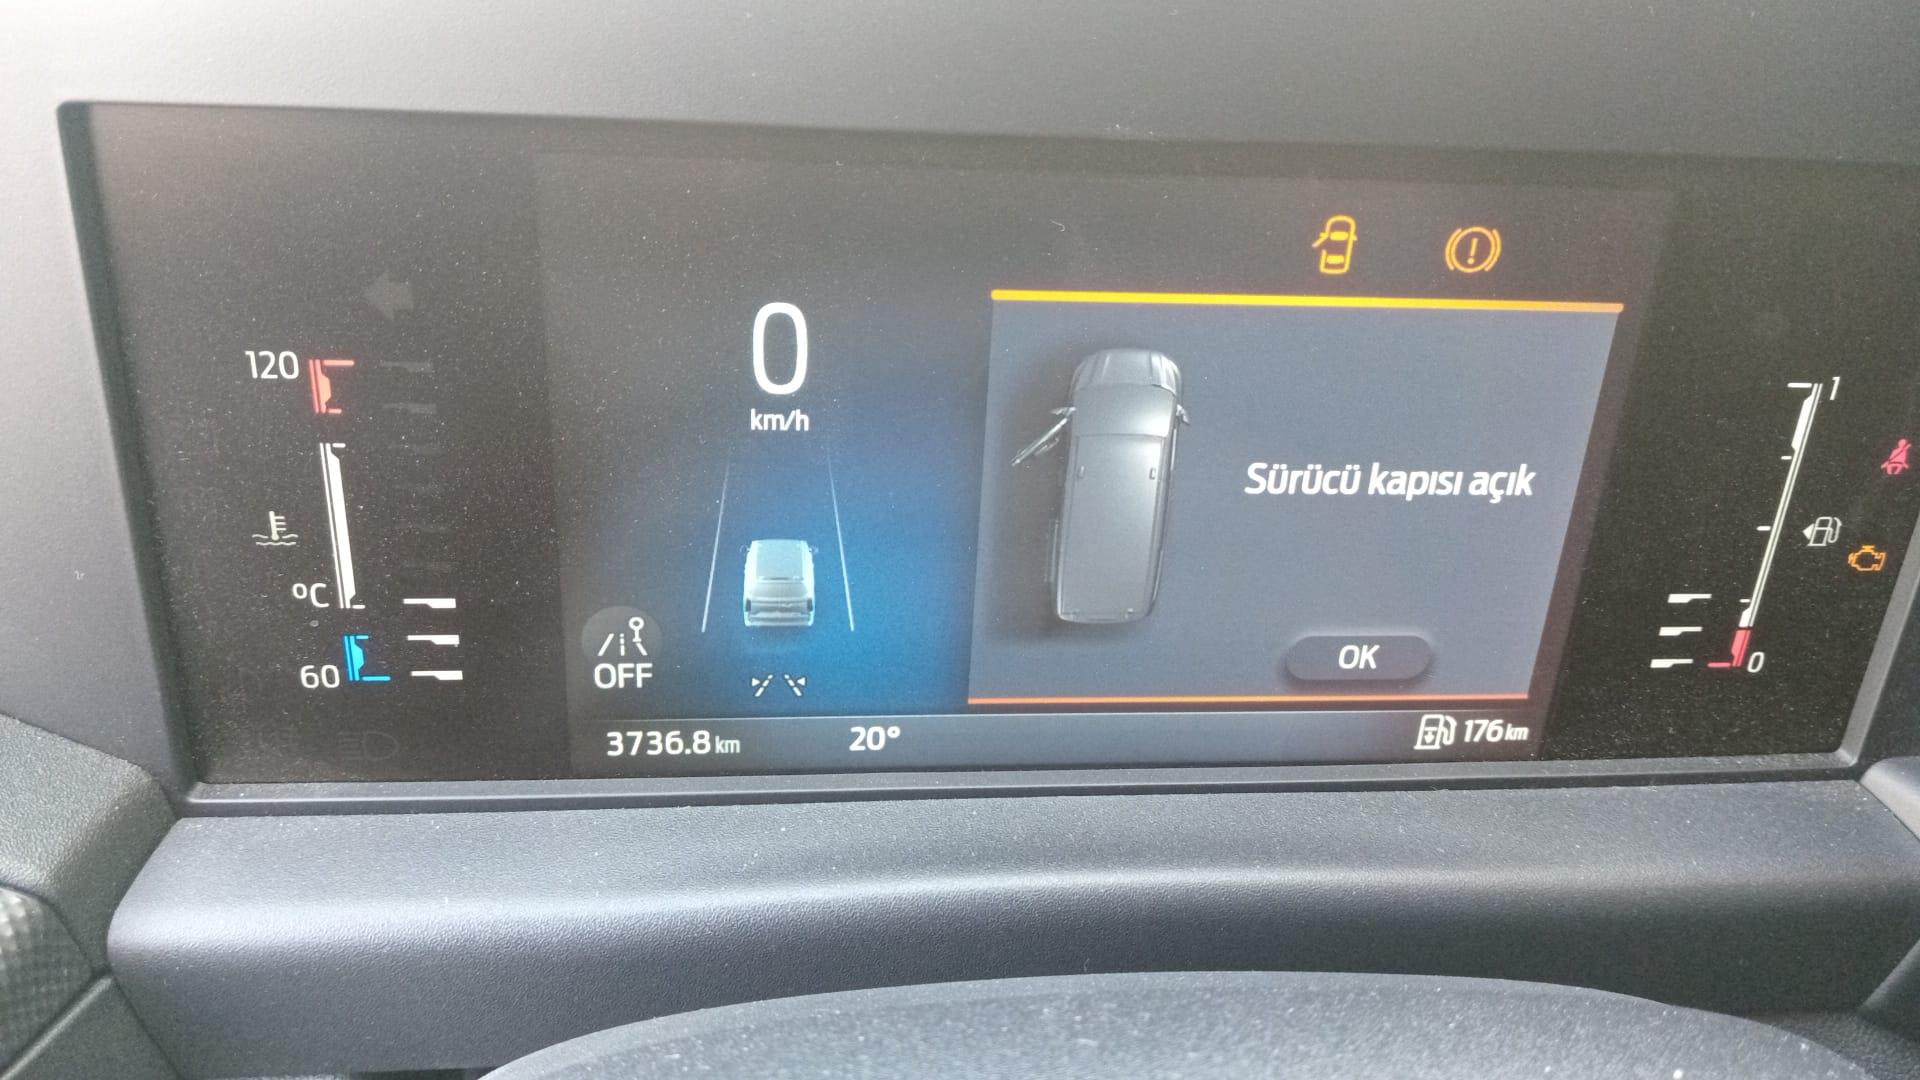 120
0
km/h
Sürücü kapısı açık
1
°C
60
OFF
OK
0
3736.8 km
20°
176 km